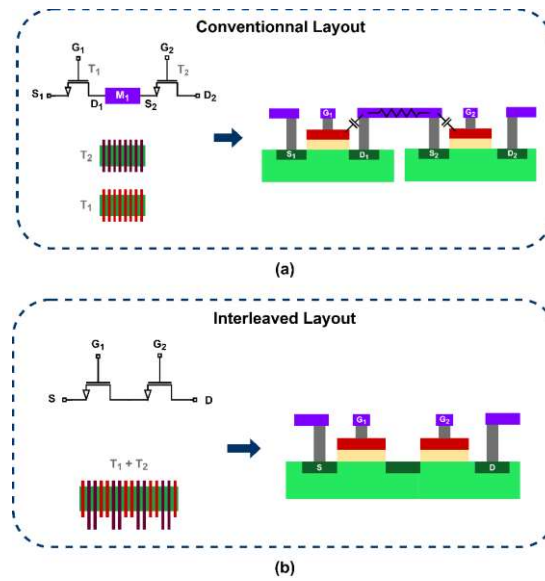 Conventionnal Layout
G1 G2
T1 T2
S1 D1 M1 S2 D2
G1 G2
T2
S1 D1 S2 D2
T1
(a)
Interleaved Layout
G1 G2
S D
G1 G2
T1 + T2
S D
(b)